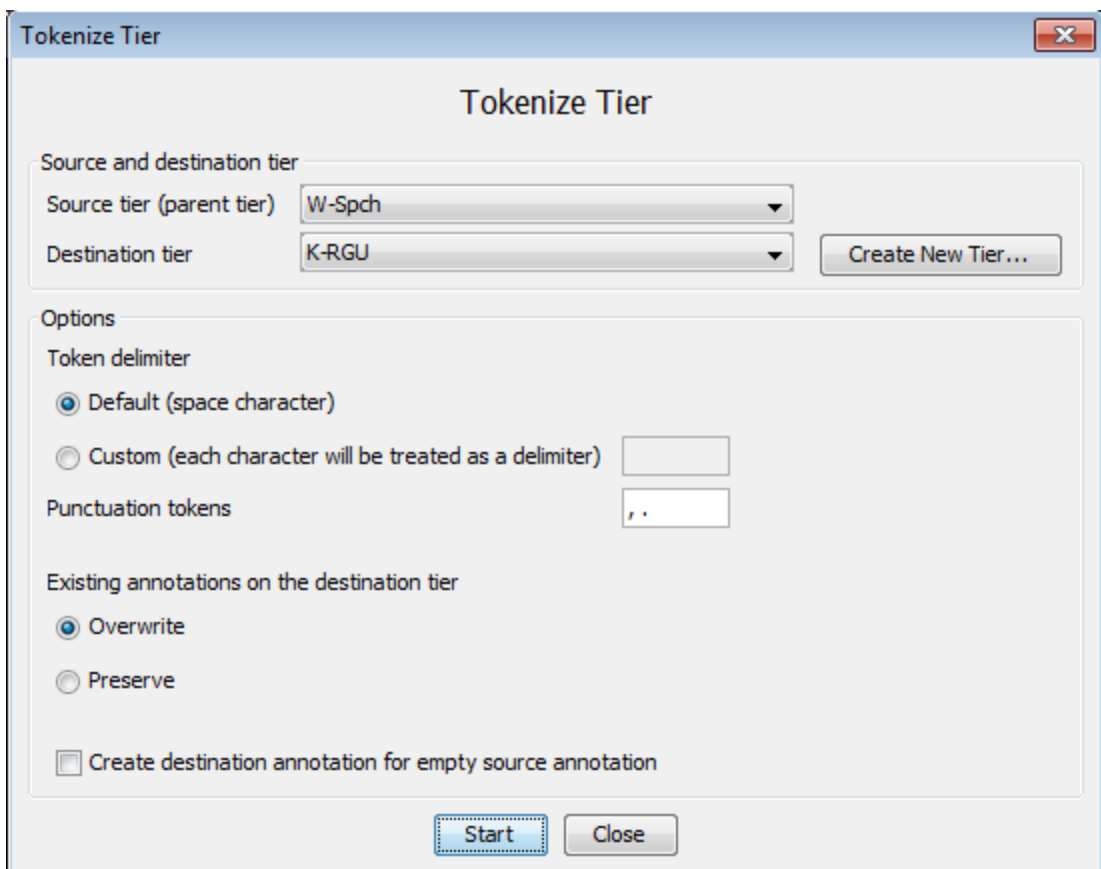 Tokenize Tier
Tokenize Tier
Source and destination tier
Source tier (parent tier) W-Spch
Destination tier K-RGU Create New Tier...
Options
Token delimiter
Default (space character)
Custom (each character will be treated as a delimiter)
Punctuation tokens , .
Existing annotations on the destination tier
Overwrite
Preserve
Create destination annotation for empty source annotation
Start Close